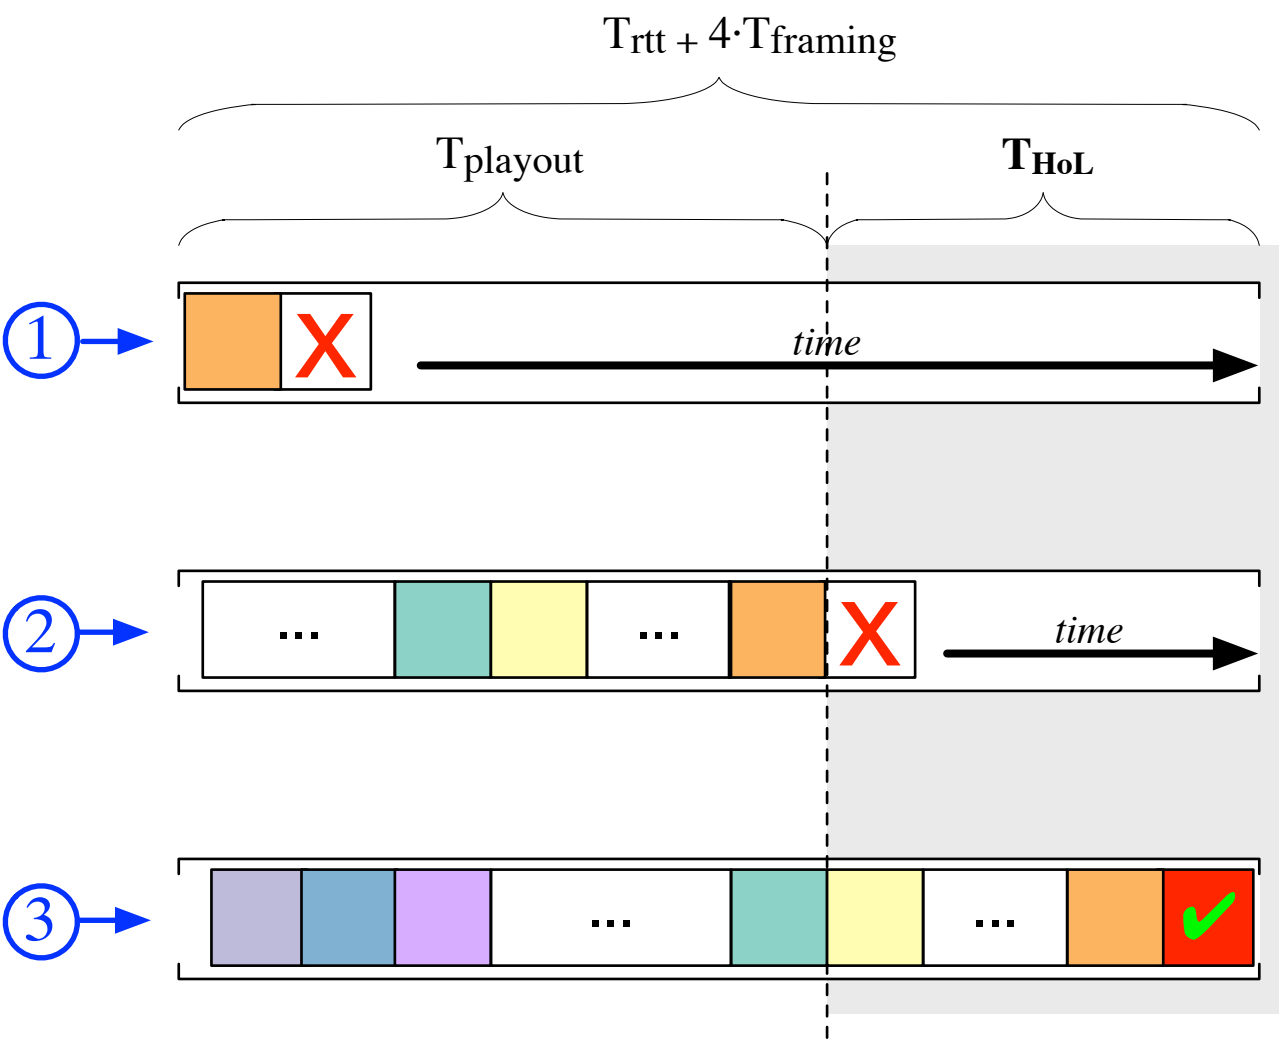 Trtt + 4·Tframing
Tplayout
THoL
1
X
time
2
...
...
X
time
3
...
...
✔